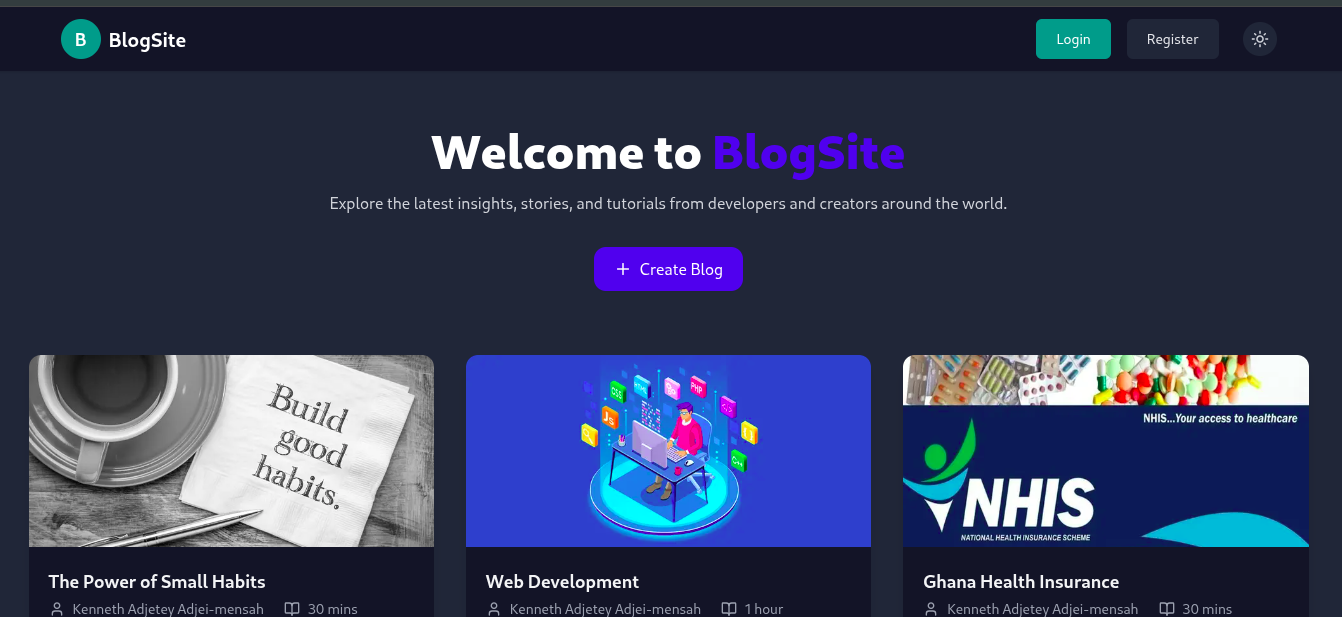 B BlogSite
Login
Register
Welcome to BlogSite
Explore the latest insights, stories, and tutorials from developers and creators around the world.
+ Create Blog
Build
good
habits.
CSS
PHP
JS
C++
NHIS...Your access to healthcare
NHIS
NATIONAL HEALTH INSURANCE SCHEME
The Power of Small Habits
Kenneth Adjetey Adjei-mensah 30 mins
Web Development
Kenneth Adjetey Adjei-mensah 1 hour
Ghana Health Insurance
Kenneth Adjetey Adjei-mensah 30 mins